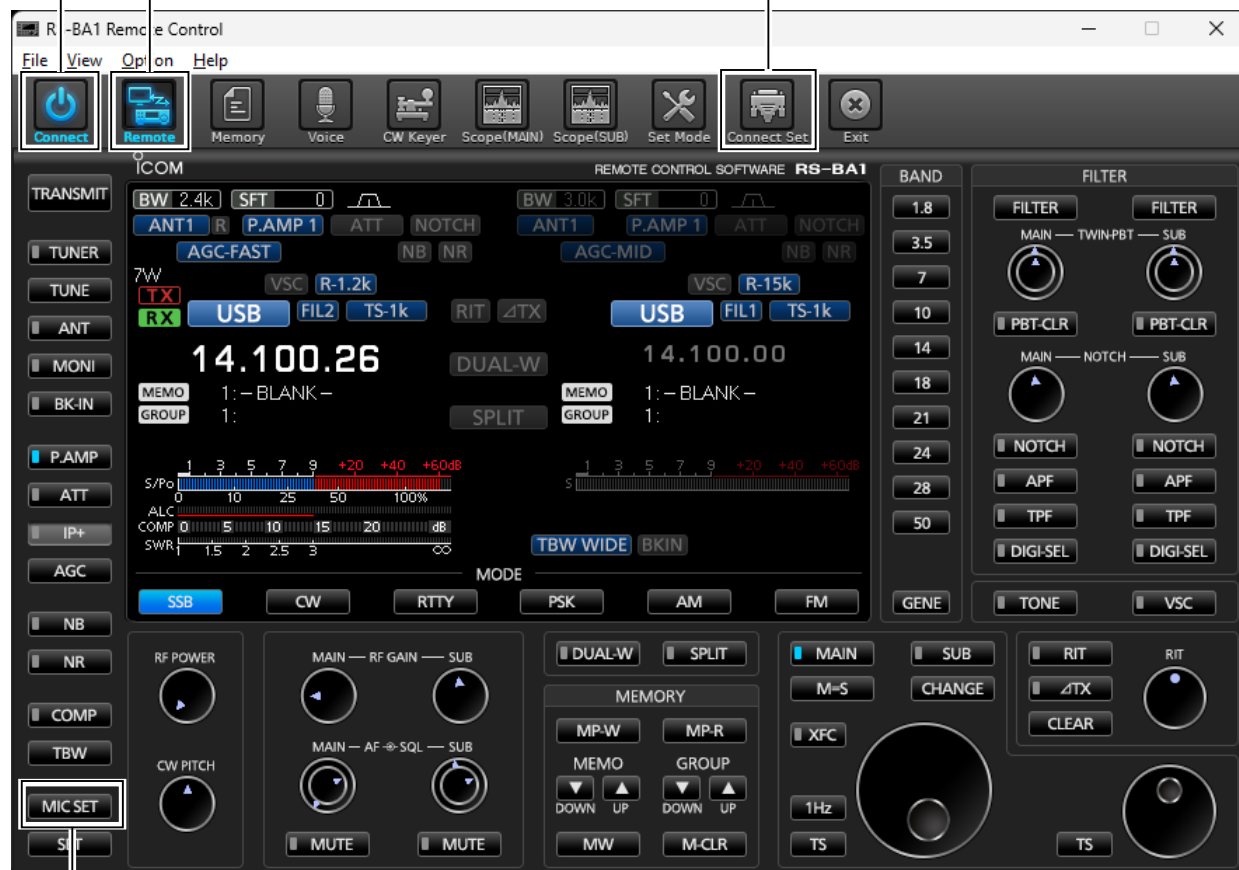 RS-BA1 Remote Control
File View Option Help
Connect Remote Memory Voice CW Keyer Scope(MAIN) Scope(SUB) Set Mode Connect Set Exit
ICOM REMOTE CONTROL SOFTWARE RS-BA1
TRANSMIT
TUNER
TUNE
ANT
MONI
BK-IN
P.AMP
ATT
IP+
AGC
NB
NR
COMP
TBW
MIC SET
SET
BW 2.4k SFT 0 BW 3.0k SFT 0
ANT1 R P.AMP 1 ATT NOTCH ANT1 P.AMP 1 ATT NOTCH
AGC-FAST NB NR AGC-MID NB NR
7W VSC R-1.2k VSC R-15k
TX
RX USB FIL2 TS-1k RIT ⊿TX USB FIL1 TS-1k
14.100.26 DUAL-W 14.100.00
MEMO 1:– BLANK – MEMO 1:– BLANK –
GROUP 1: SPLIT GROUP 1:
1 3 5 7 9 +20 +40 +60dB 1 3 5 7 9 +20 +40 +60dB
S/Po S
0 10 25 50 100%
ALC
COMP 0 5 10 15 20 dB
SWR 1 1.5 2 2.5 3 ∞ TBW WIDE BKIN
MODE
SSB CW RTTY PSK AM FM
BAND
1.8
3.5
7
10
14
18
21
24
28
50
GENE
FILTER
FILTER FILTER
MAIN — TWIN-PBT — SUB
PBT-CLR PBT-CLR
MAIN — NOTCH — SUB
NOTCH NOTCH
APF APF
TPF TPF
DIGI-SEL DIGI-SEL
TONE VSC
RF POWER
CW PITCH
MAIN — RF GAIN — SUB
MAIN — AF SQL — SUB
MUTE MUTE
DUAL-W SPLIT
MEMORY
MP-W MP-R
MEMO GROUP
▼ ▲ ▼ ▲
DOWN UP DOWN UP
MW M-CLR
MAIN SUB
M=S CHANGE
XFC
1Hz
TS
RIT RIT
⊿TX
CLEAR
TS